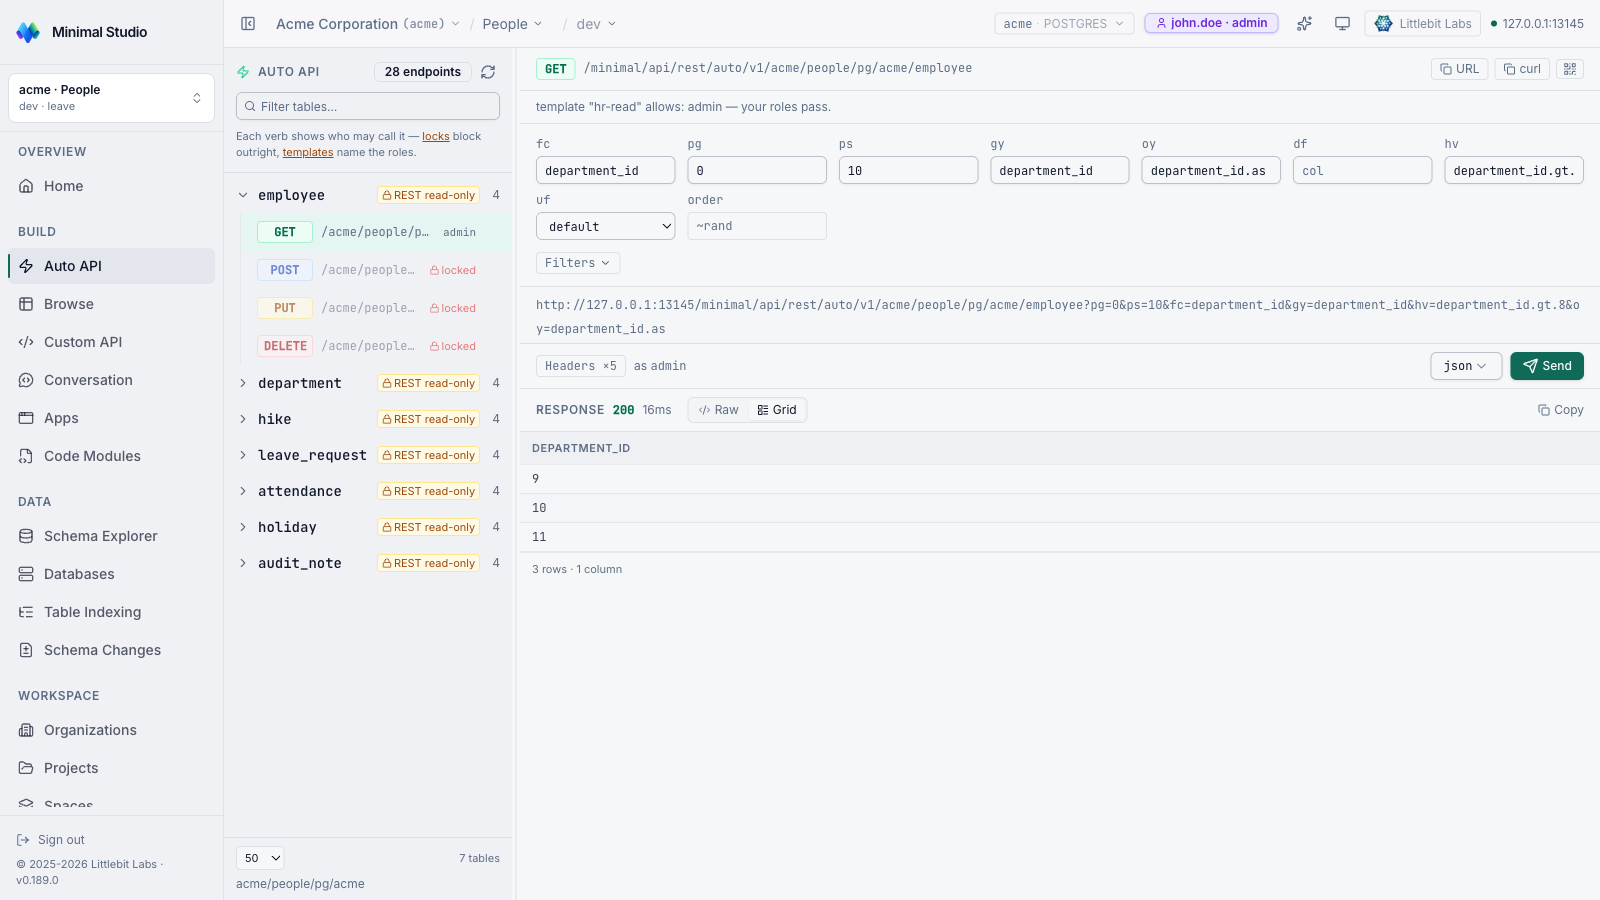 Minimal Studio
acme · People
dev · leave
OVERVIEW
Home
BUILD
Auto API
Browse
Custom API
Conversation
Apps
Code Modules
DATA
Schema Explorer
Databases
Table Indexing
Schema Changes
WORKSPACE
Organizations
Projects
Spaces
Sign out
© 2025-2026 Littlebit Labs ·
v0.189.0
Acme Corporation (acme) / People / dev
acme · POSTGRES
john.doe · admin
Littlebit Labs
127.0.0.1:13145
AUTO API
28 endpoints
Filter tables...
Each verb shows who may call it — locks block
outright, templates name the roles.
employee REST read-only 4
GET /acme/people/p… admin
POST /acme/people… locked
PUT /acme/people… locked
DELETE /acme/people… locked
department REST read-only 4
hike REST read-only 4
leave_request REST read-only 4
attendance REST read-only 4
holiday REST read-only 4
audit_note REST read-only 4
50
7 tables
acme/people/pg/acme
GET /minimal/api/rest/auto/v1/acme/people/pg/acme/employee
URL
curl
template "hr-read" allows: admin — your roles pass.
fc pg ps gy oy df hv
department_id 0 10 department_id department_id.as col department_id.gt.
uf order
default ~rand
Filters
http://127.0.0.1:13145/minimal/api/rest/auto/v1/acme/people/pg/acme/employee?pg=0&ps=10&fc=department_id&gy=department_id&hv=department_id.gt.8&o
y=department_id.as
Headers ×5 as admin
json
Send
RESPONSE 200 16ms
Raw
Grid
Copy
DEPARTMENT_ID
9
10
11
3 rows · 1 column